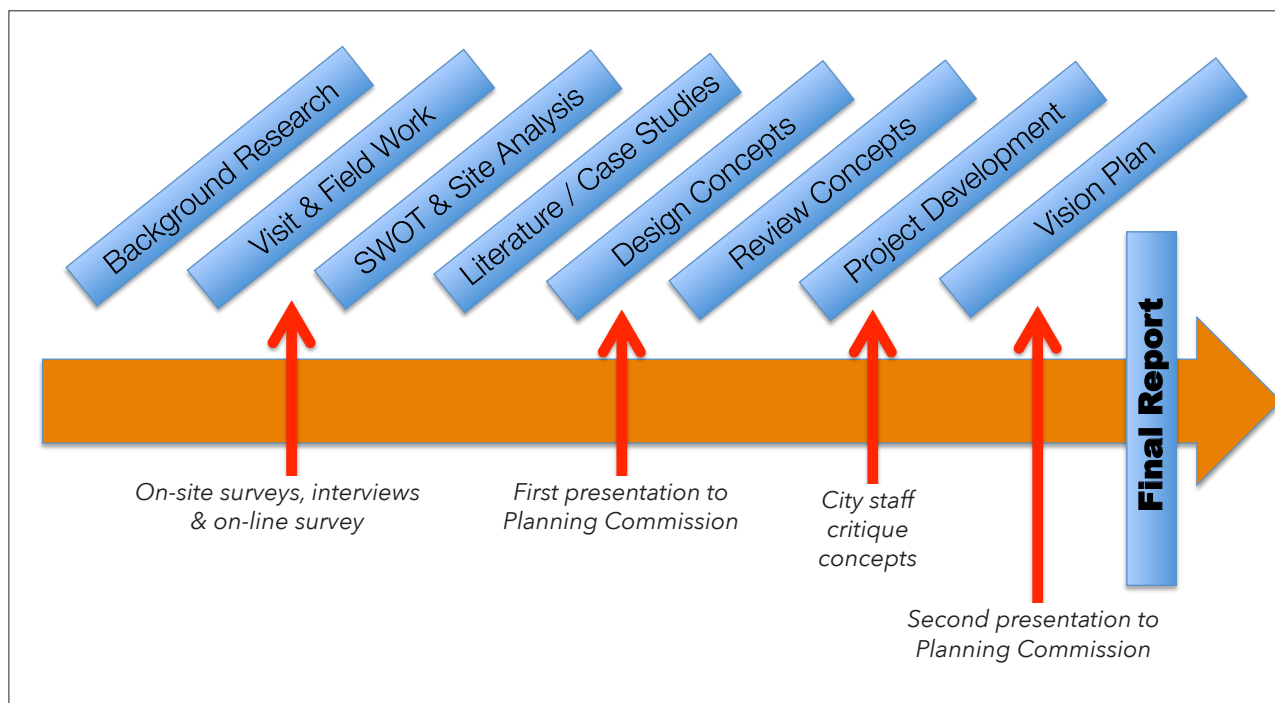 Background Research
Visit & Field Work
SWOT & Site Analysis
Literature / Case Studies
Design Concepts
Review Concepts
Project Development
Vision Plan
Final Report
On-site surveys, interviews
& on-line survey
First presentation to
Planning Commission
City staff
critique
concepts
Second presentation to
Planning Commission